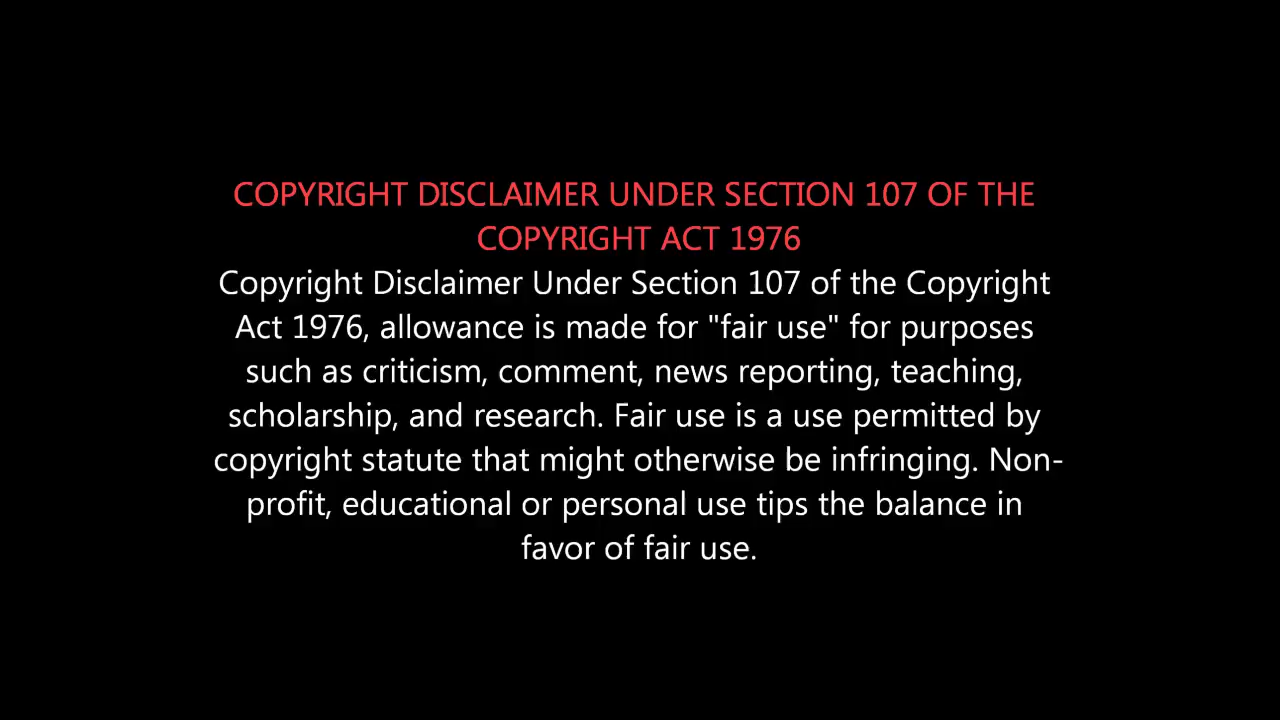 COPYRIGHT DISCLAIMER UNDER SECTION 107 OF THE
COPYRIGHT ACT 1976
Copyright Disclaimer Under Section 107 of the Copyright
Act 1976, allowance is made for "fair use" for purposes
such as criticism, comment, news reporting, teaching,
scholarship, and research. Fair use is a use permitted by
copyright statute that might otherwise be infringing. Non-
profit, educational or personal use tips the balance in
favor of fair use.